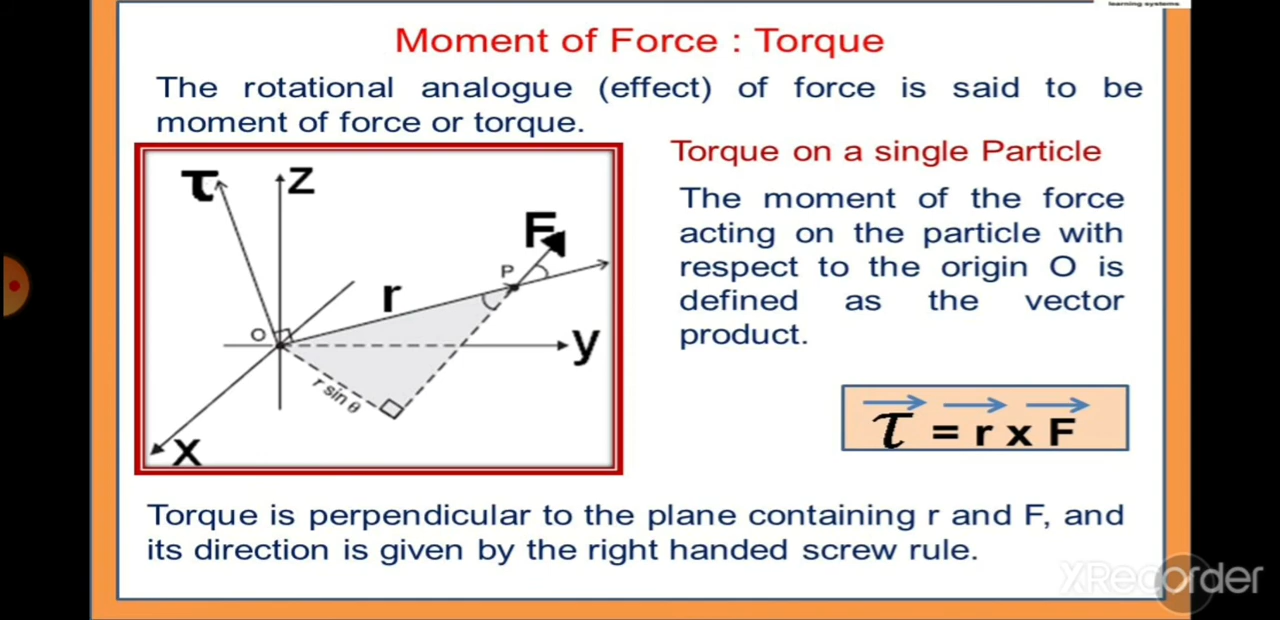 learning systems
Moment of Force : Torque
The rotational analogue (effect) of force is said to be
moment of force or torque.
τ
Z
F
P
r
O
y
r sin θ
X
Torque on a single Particle
The moment of the force
acting on the particle with
respect to the origin O is
defined as the vector
product.
τ = r x F
Torque is perpendicular to the plane containing r and F, and
its direction is given by the right handed screw rule.
XRecorder